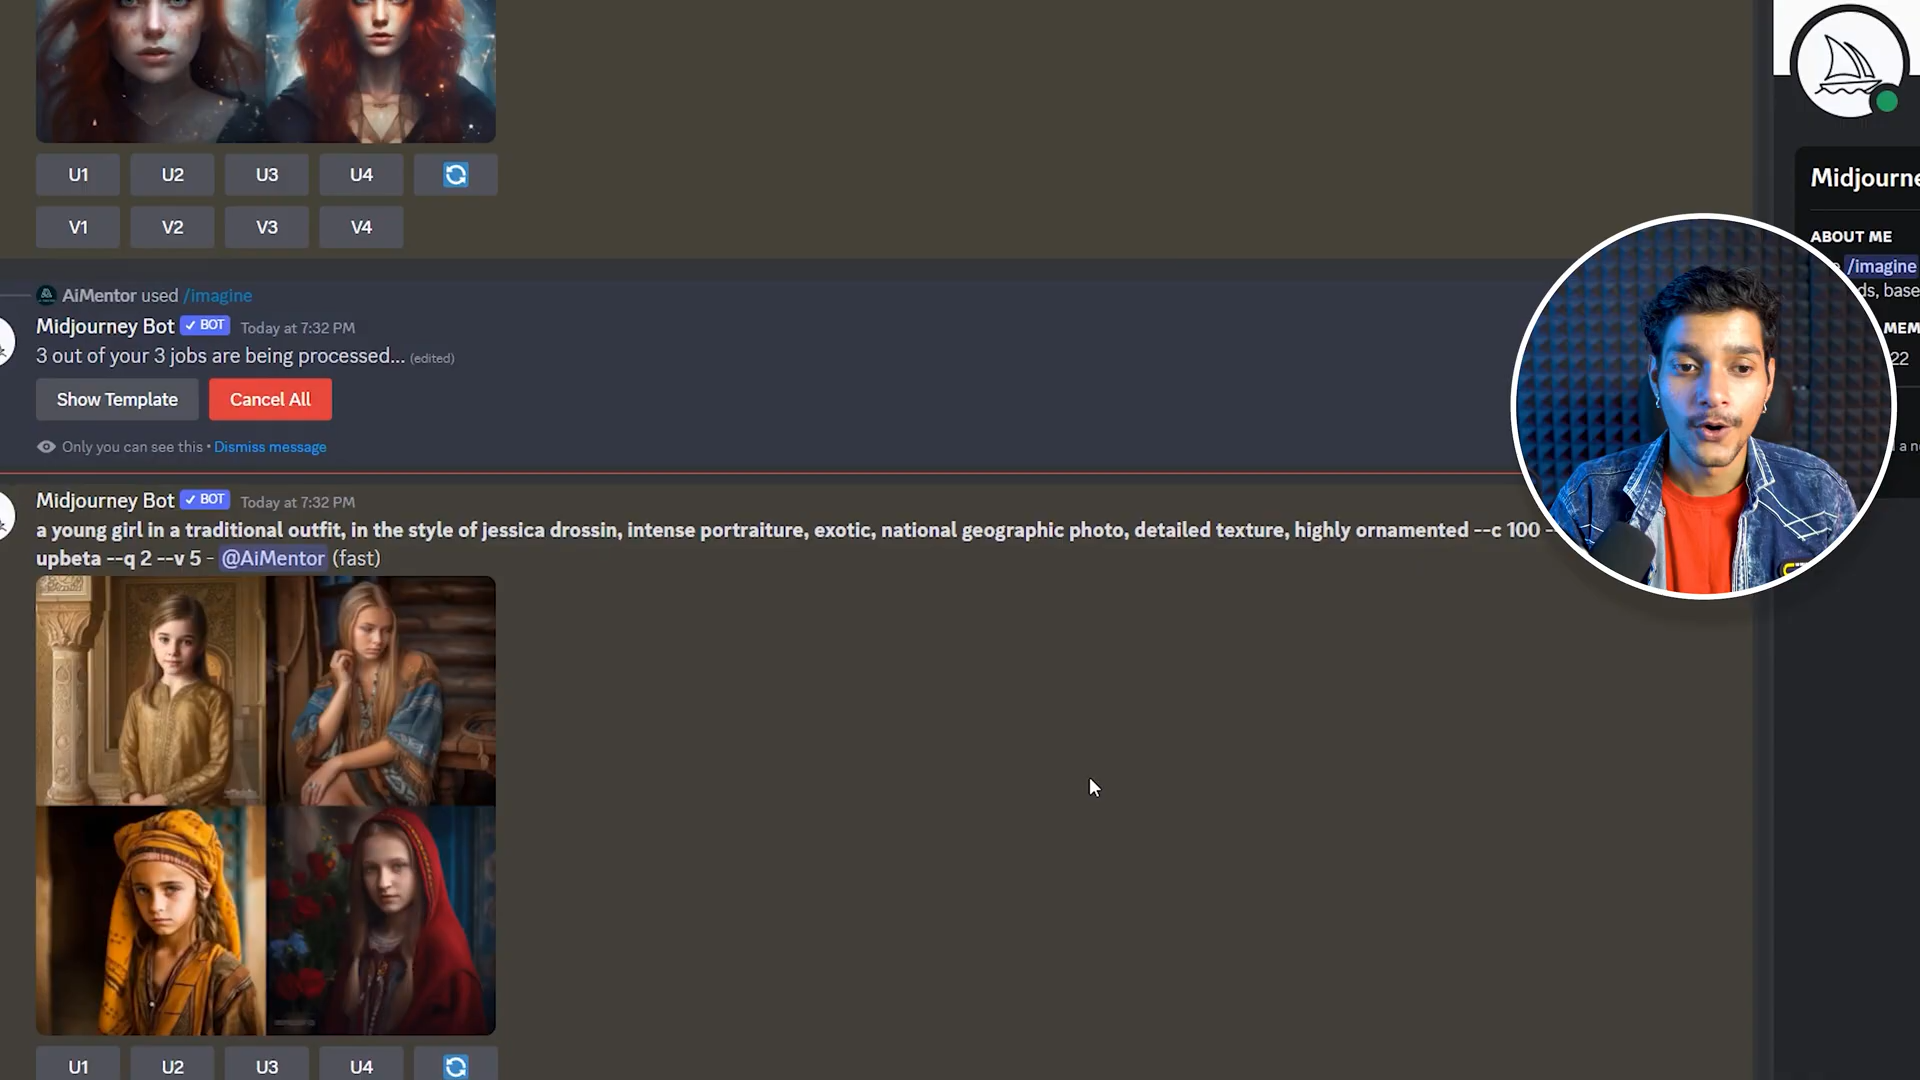 U1 U2 U3 U4
V1 V2 V3 V4
AiMentor used /imagine
Midjourney Bot ✓ BOT Today at 7:32 PM
3 out of your 3 jobs are being processed... (edited)
Show Template Cancel All
Only you can see this • Dismiss message
Midjourney Bot ✓ BOT Today at 7:32 PM
a young girl in a traditional outfit, in the style of jessica drossin, intense portraiture, exotic, national geographic photo, detailed texture, highly ornamented --c 100 -
upbeta --q 2 --v 5 - @AiMentor (fast)
U1 U2 U3 U4
Midjourne
ABOUT ME
/imagine
ds, base
MEM
22
a n